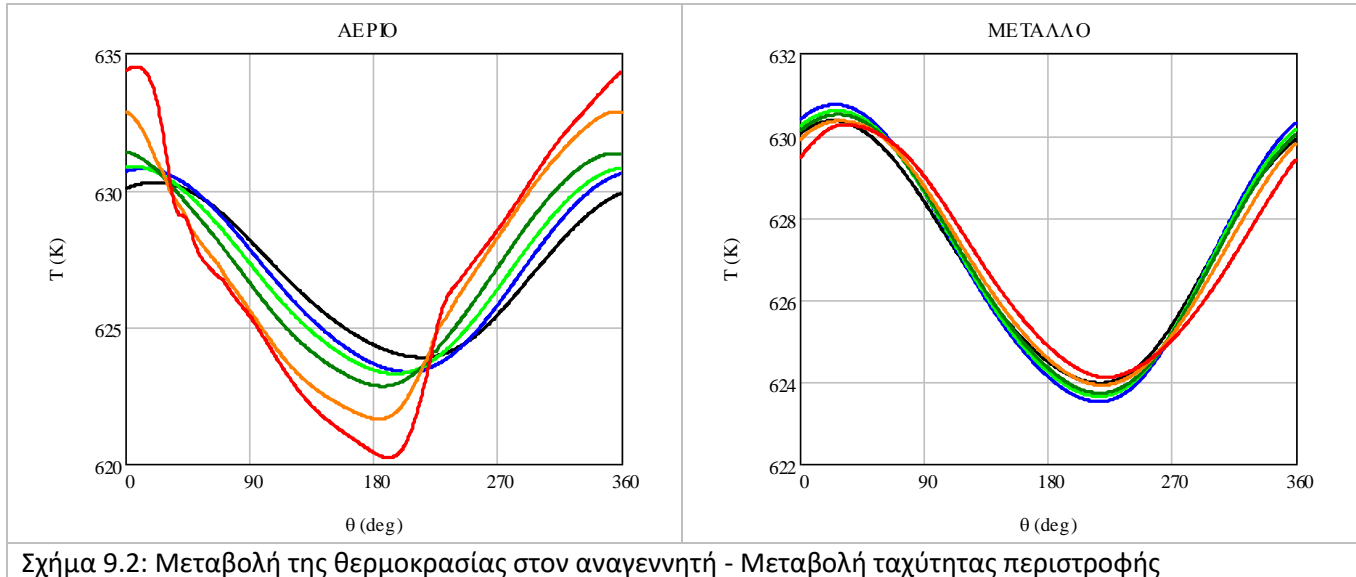 ΑΕΡΙΟ
635
630
625
620
T (K)
0
90
180
270
360
θ (deg)
ΜΕΤΑΛΛΟ
632
630
628
626
624
622
T (K)
0
90
180
270
360
θ (deg)
Σχήμα 9.2: Μεταβολή της θερμοκρασίας στον αναγεννητή - Μεταβολή ταχύτητας περιστροφής